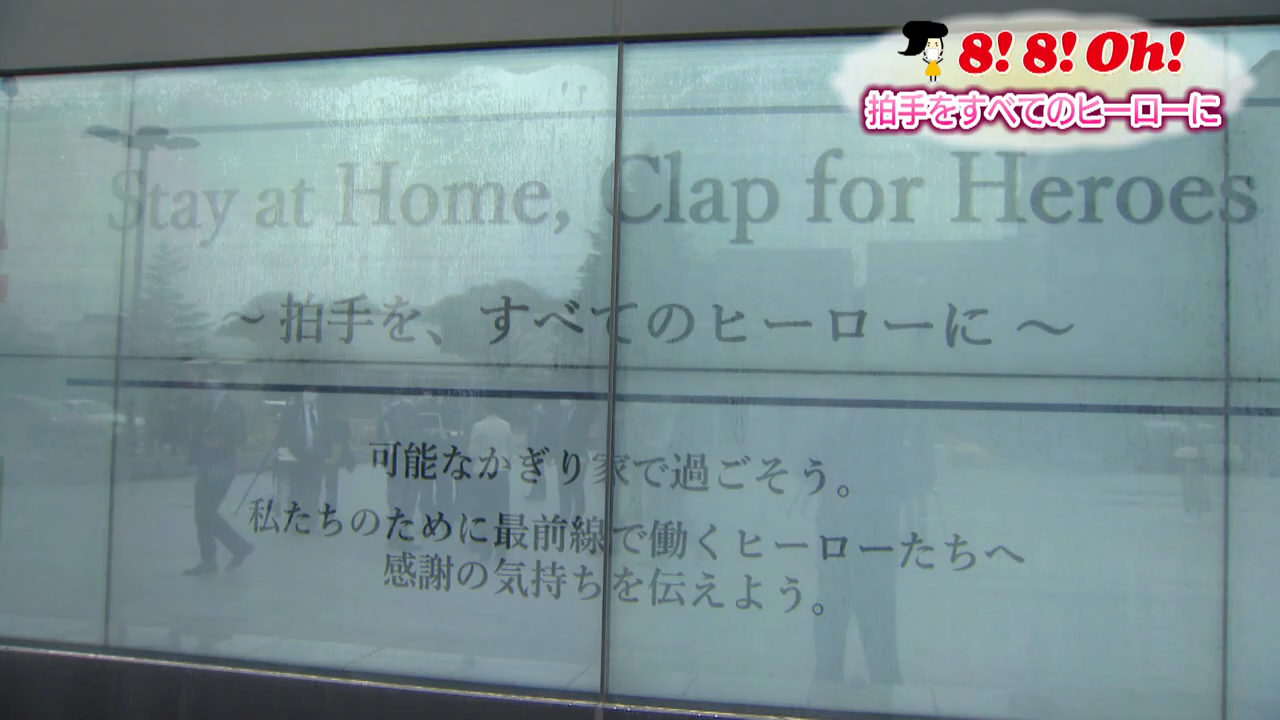 8! 8! Oh!
拍手をすべてのヒーローに
Stay at Home, Clap for Heroes
～拍手を、すべてのヒーローに～
可能なかぎり家で過ごそう。
私たちのために最前線で働くヒーローたちへ
感謝の気持ちを伝えよう。